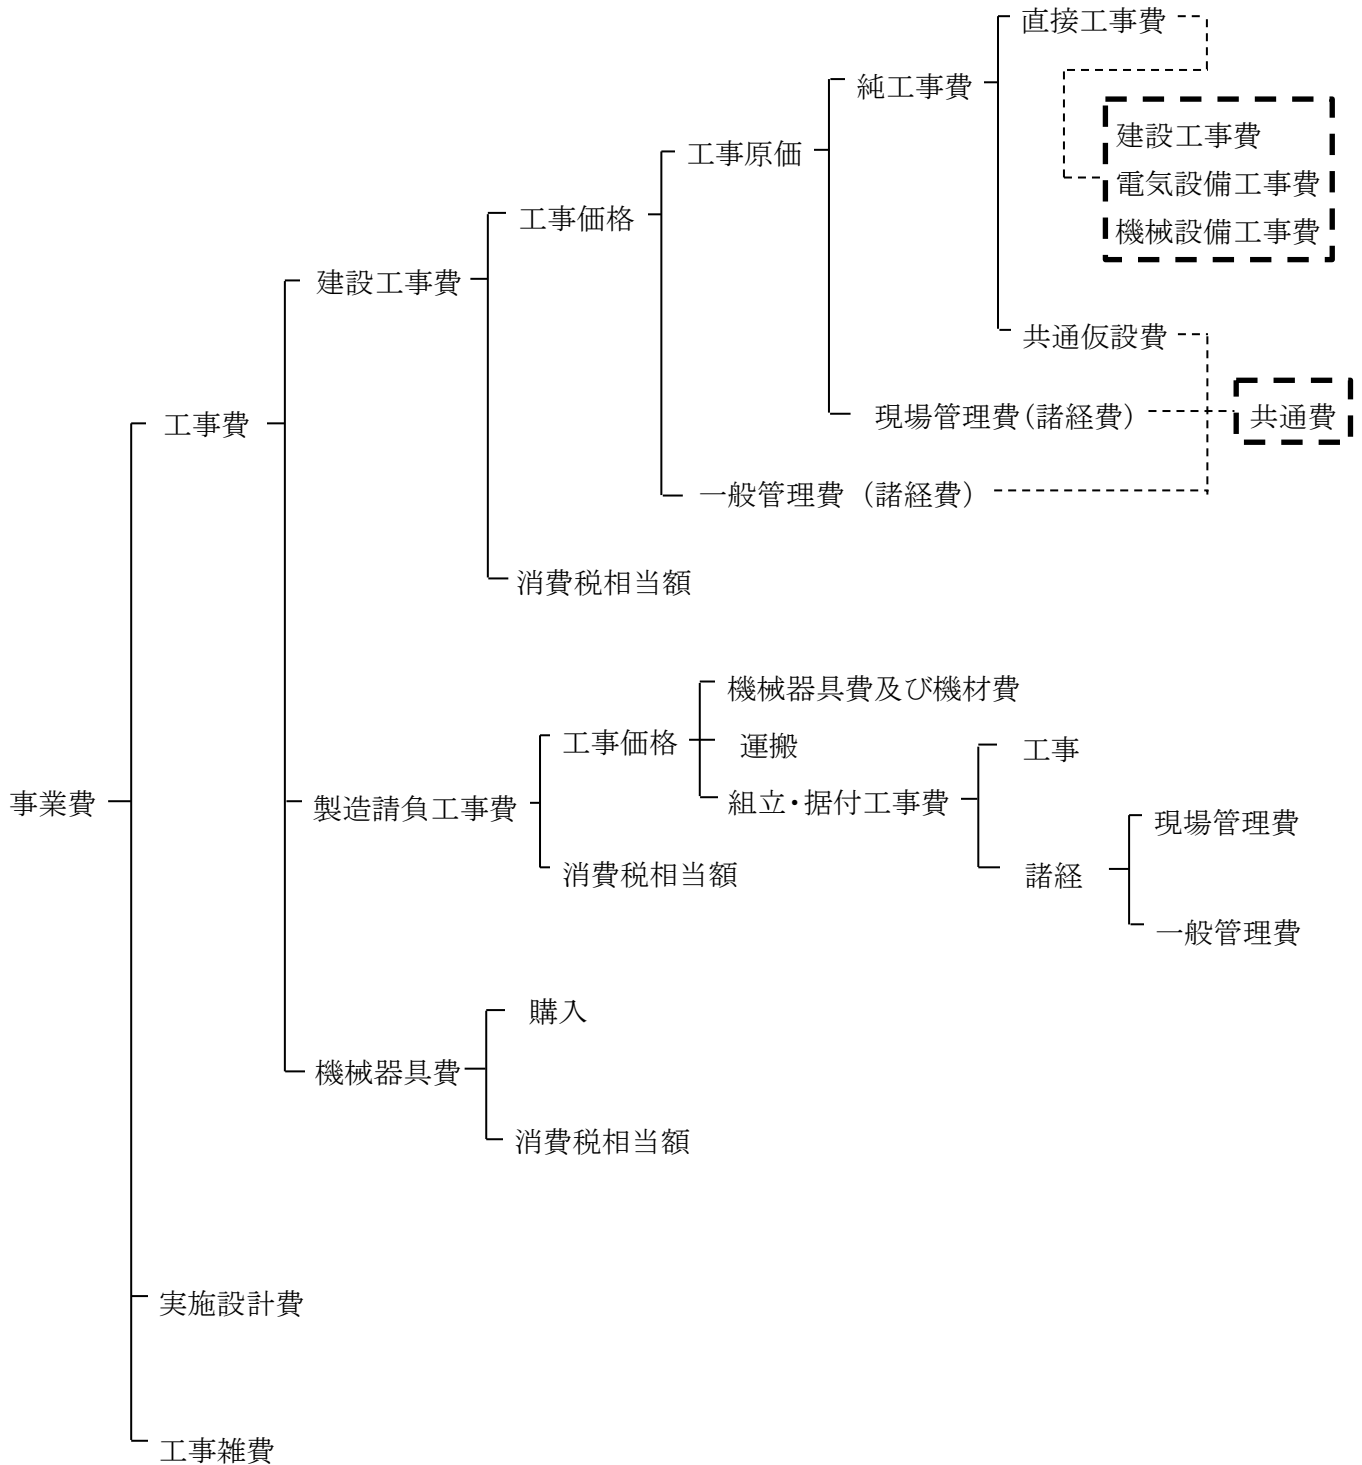 直接工事費
純工事費
建設工事費
工事原価
電気設備工事費
工事価格
機械設備工事費
建設工事費
共通仮設費
工事費
現場管理費(諸経費)
共通費
一般管理費(諸経費)
消費税相当額
機械器具費及び機材費
工事価格
運搬
工事
事業費
製造請負工事費
組立・据付工事費
現場管理費
消費税相当額
諸経
一般管理費
購入
機械器具費
消費税相当額
実施設計費
工事雑費